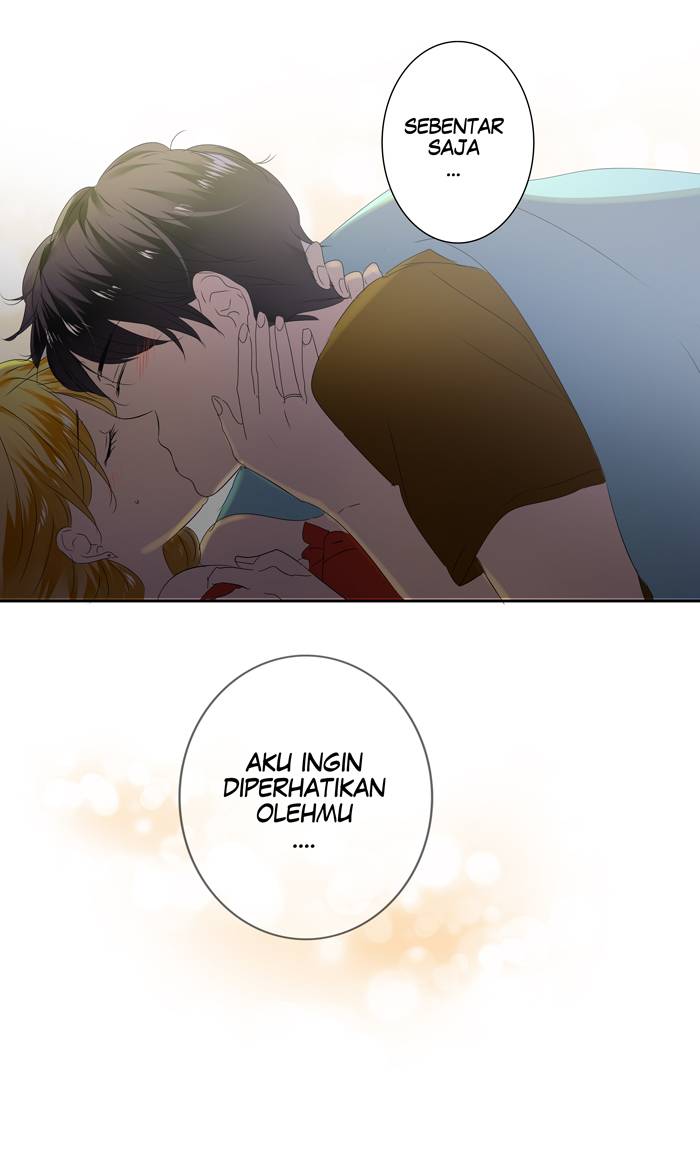 SEBENTAR
SAJA
...
AKU INGIN
DIPERHATIKAN
OLEHMU
....